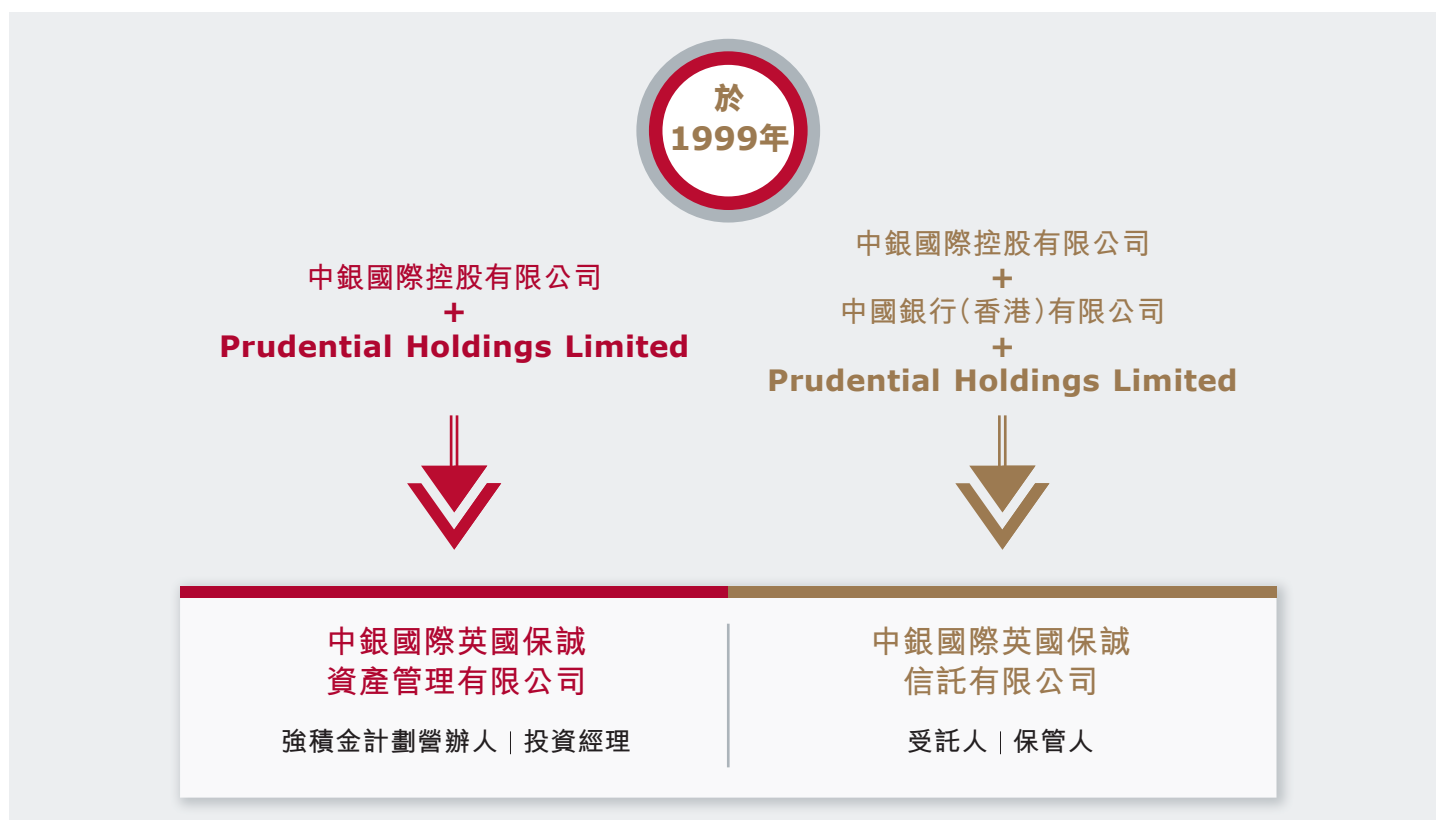 於
1999年
中銀國際控股有限公司
+
Prudential Holdings Limited
中銀國際控股有限公司
+
中國銀行(香港)有限公司
+
Prudential Holdings Limited
中銀國際英國保誠
資產管理有限公司
強積金計劃營辦人 | 投資經理
中銀國際英國保誠
信託有限公司
受託人 | 保管人